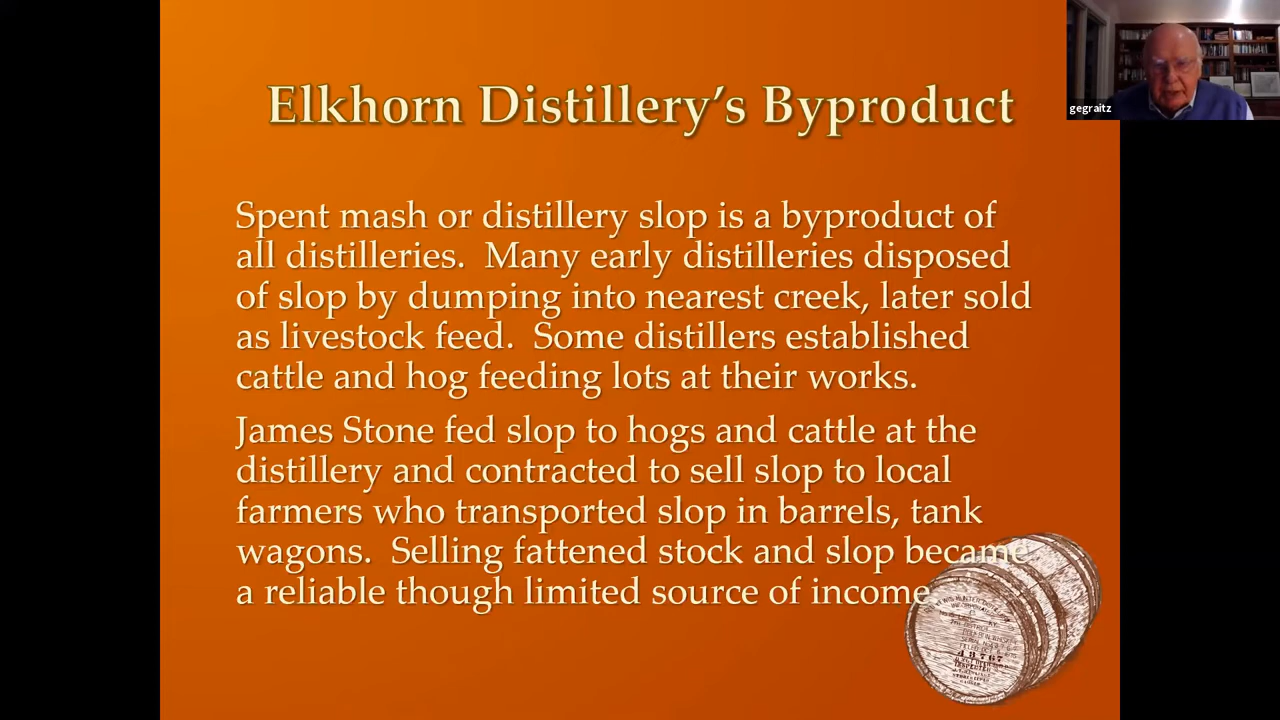 Elkhorn Distillery’s Byproduct
gegraitz
Spent mash or distillery slop is a byproduct of
all distilleries.  Many early distilleries disposed
of slop by dumping into nearest creek, later sold
as livestock feed.  Some distillers established
cattle and hog feeding lots at their works.
James Stone fed slop to hogs and cattle at the
distillery and contracted to sell slop to local
farmers who transported slop in barrels, tank
wagons.  Selling fattened stock and slop became
a reliable though limited source of income.
43767
INSPECTED